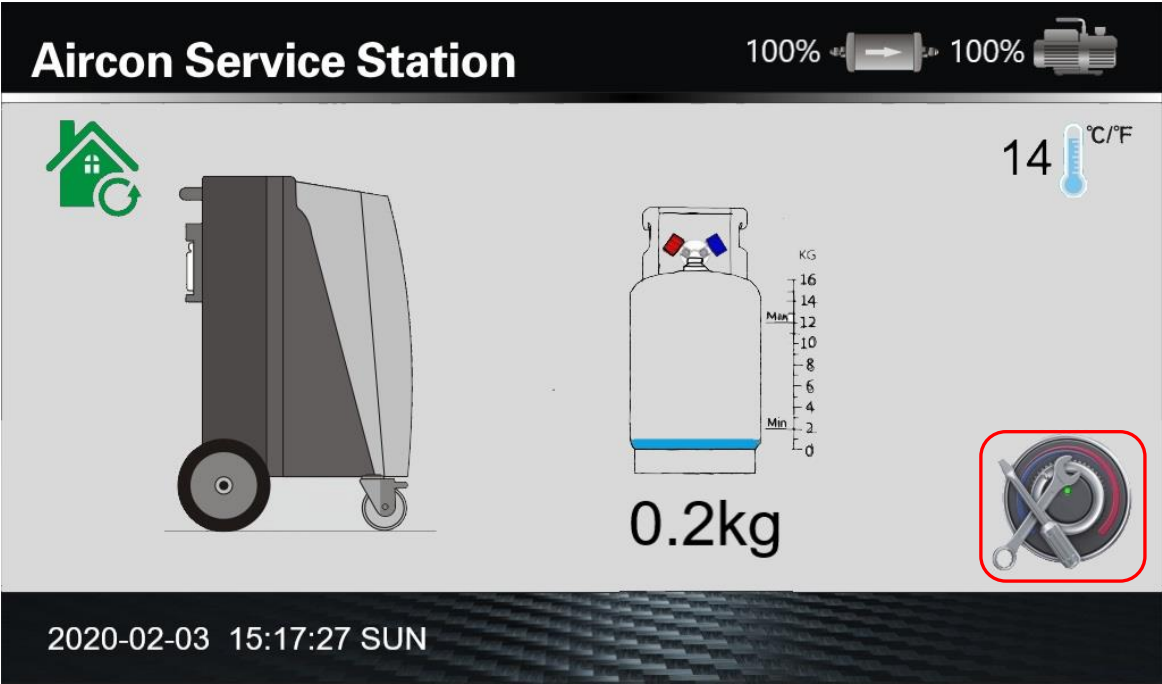 Aircon Service Station
100%
100%
14
℃/℉
KG
16
14
Max
12
10
8
6
4
Min
2
0
0.2kg
2020-02-03 15:17:27 SUN